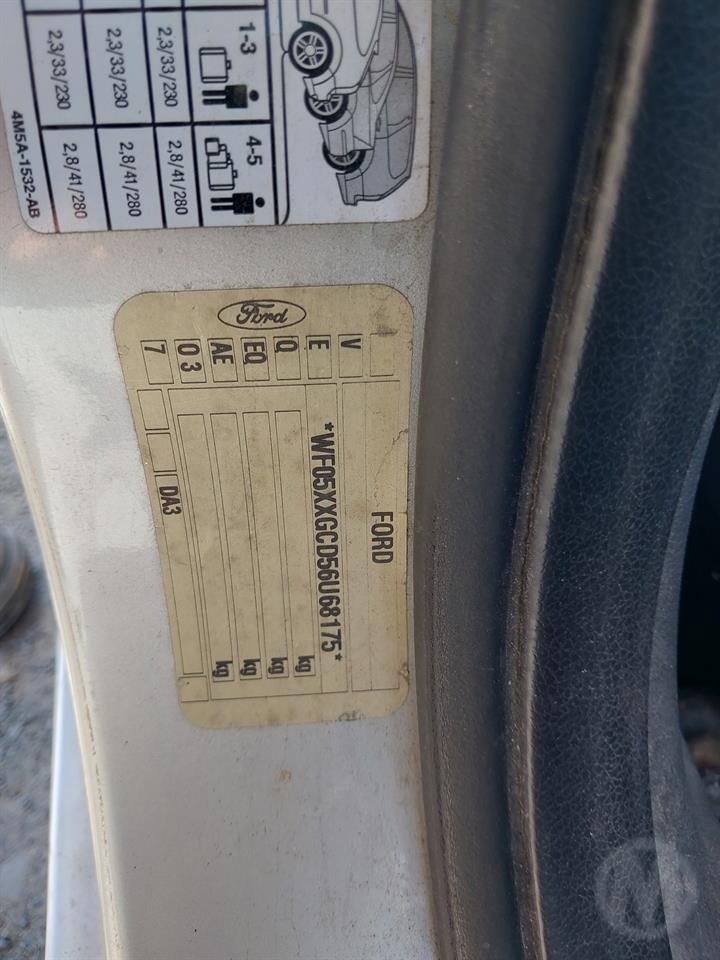 1-3
2,3/33/230
2,3/33/230
2,3/33/230
4-5
2,8/41/280
2,8/41/280
2,8/41/280
4M5A-1532-AB
Ford
FORD
*WF05XXGCD56U68175*
V
E
Q
EQ
AE
0 3
7
kg
kg
kg
kg
DA3
M